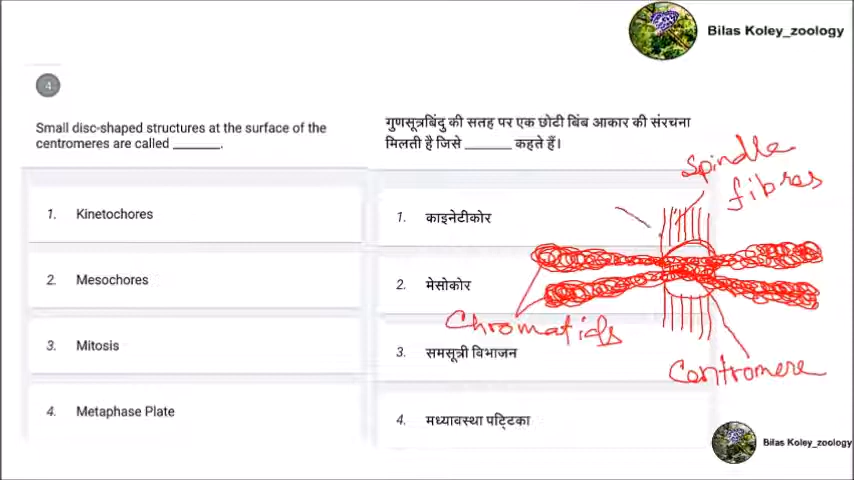 Bilas Koley_zoology
4
Small disc-shaped structures at the surface of the
centromeres are called ______.
1. Kinetochores
2. Mesochores
3. Mitosis
4. Metaphase Plate
गुणसूत्रबिंदु की सतह पर एक छोटी बिंब आकार की संरचना
मिलती है जिसे ______ कहते हैं।
1. काइनेटीकोर
2. मेसोकोर
3. समसूत्री विभाजन
4. मध्यावस्था पट्टिका
Spindle
fibres
Chromatids
Centromere
Bilas Koley_zoology